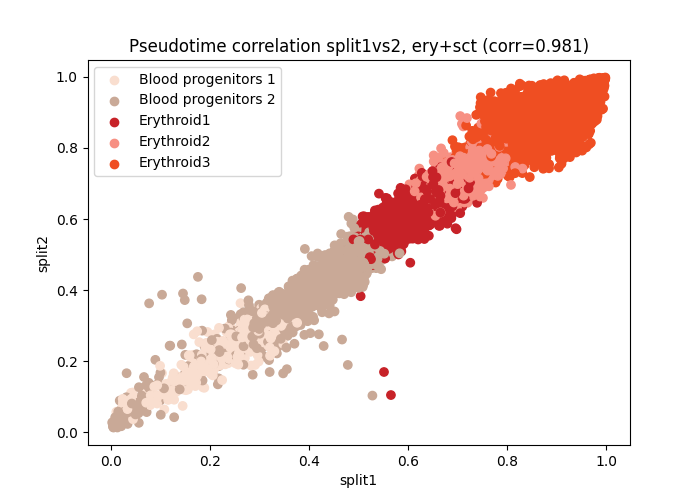 Pseudotime correlation split1vs2, ery+sct (corr=0.981)
Blood progenitors 1
Blood progenitors 2
Erythroid1
Erythroid2
Erythroid3
split2
1.0
0.8
0.6
0.4
0.2
0.0
0.0 0.2 0.4 0.6 0.8 1.0
split1